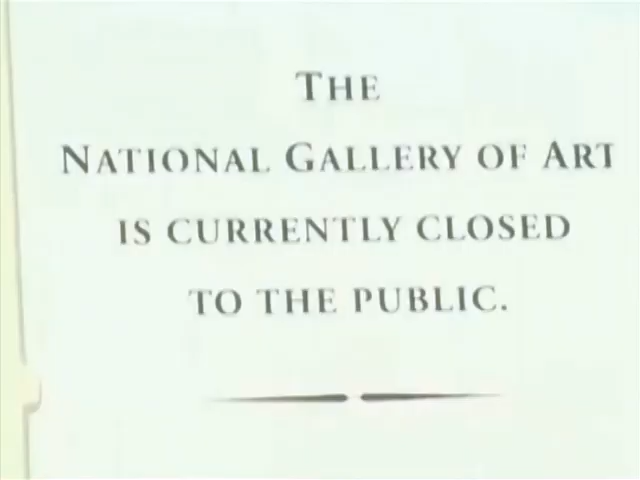 THE
NATIONAL GALLERY OF ART
IS CURRENTLY CLOSED
TO THE PUBLIC.